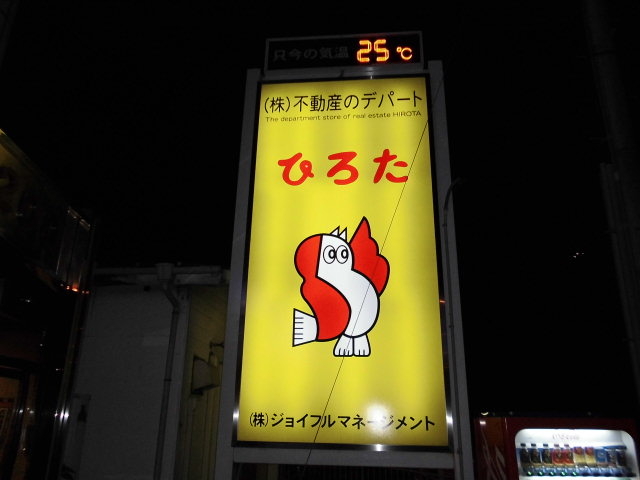 只今の気温 25℃
(株)不動産のデパート
The department store of real estate HIROTA
ひろた
(株)ジョイフルマネージメント